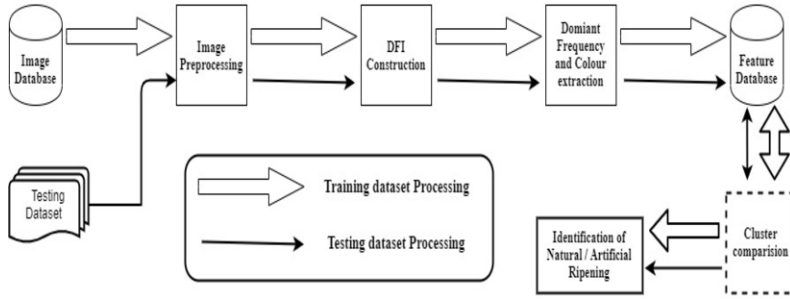 Image
Database
Image
Preprocessing
DFI
Construction
Domiant
Frequency
and Colour
extraction
Feature
Database
Testing
Dataset
Training dataset Processing
Testing dataset Processing
Identification of
Natural / Artificial
Ripening
Cluster
comparision